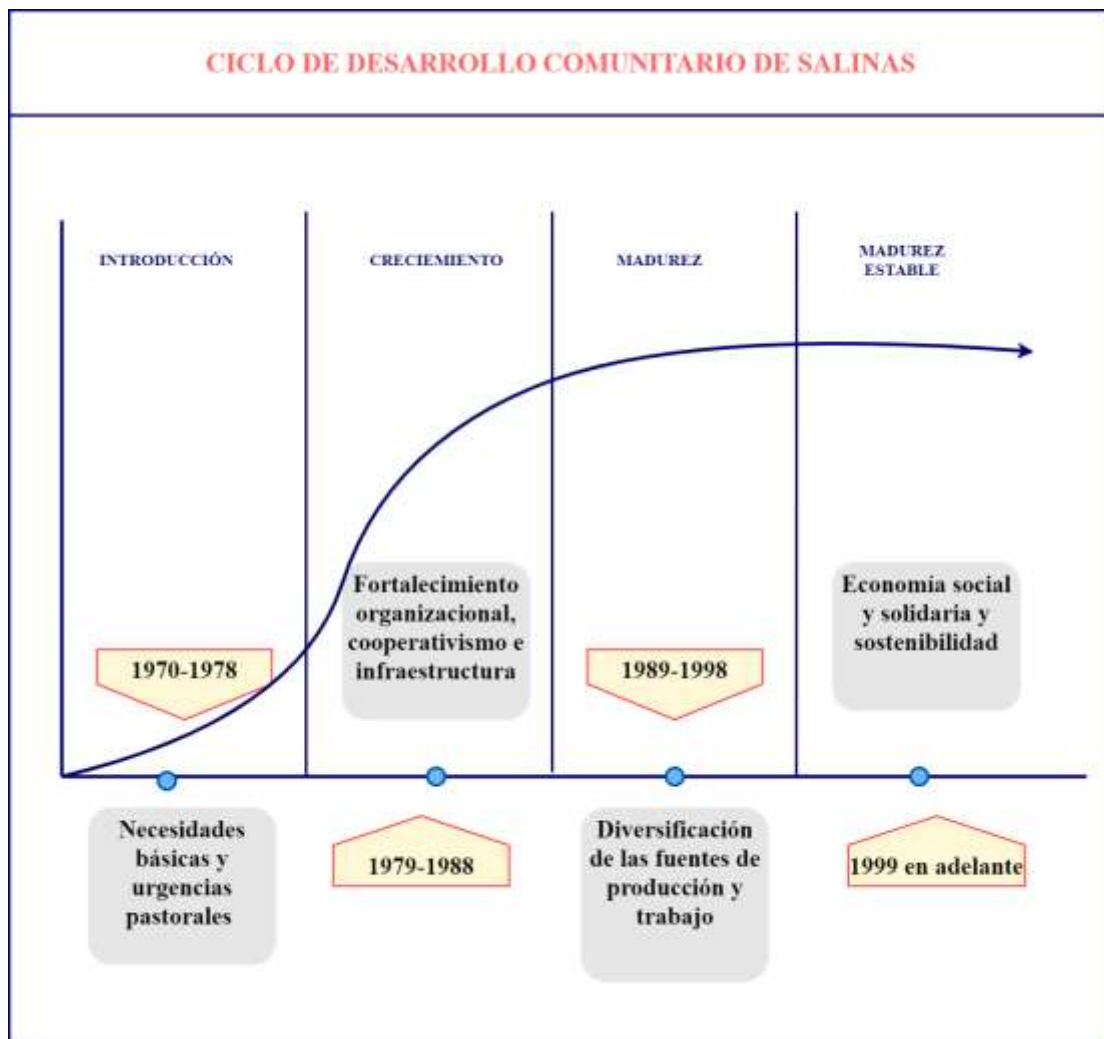 CICLO DE DESARROLLO COMUNITARIO DE SALINAS
INTRODUCCIÓN
CRECIEMIENTO
MADUREZ
MADUREZ
ESTABLE
1970-1978
Fortalecimiento
organizacional,
cooperativismo e
infraestructura
1989-1998
Economía social
y solidaria y
sostenibilidad
Necesidades
básicas y
urgencias
pastorales
1979-1988
Diversificación
de las fuentes de
producción y
trabajo
1999 en adelante